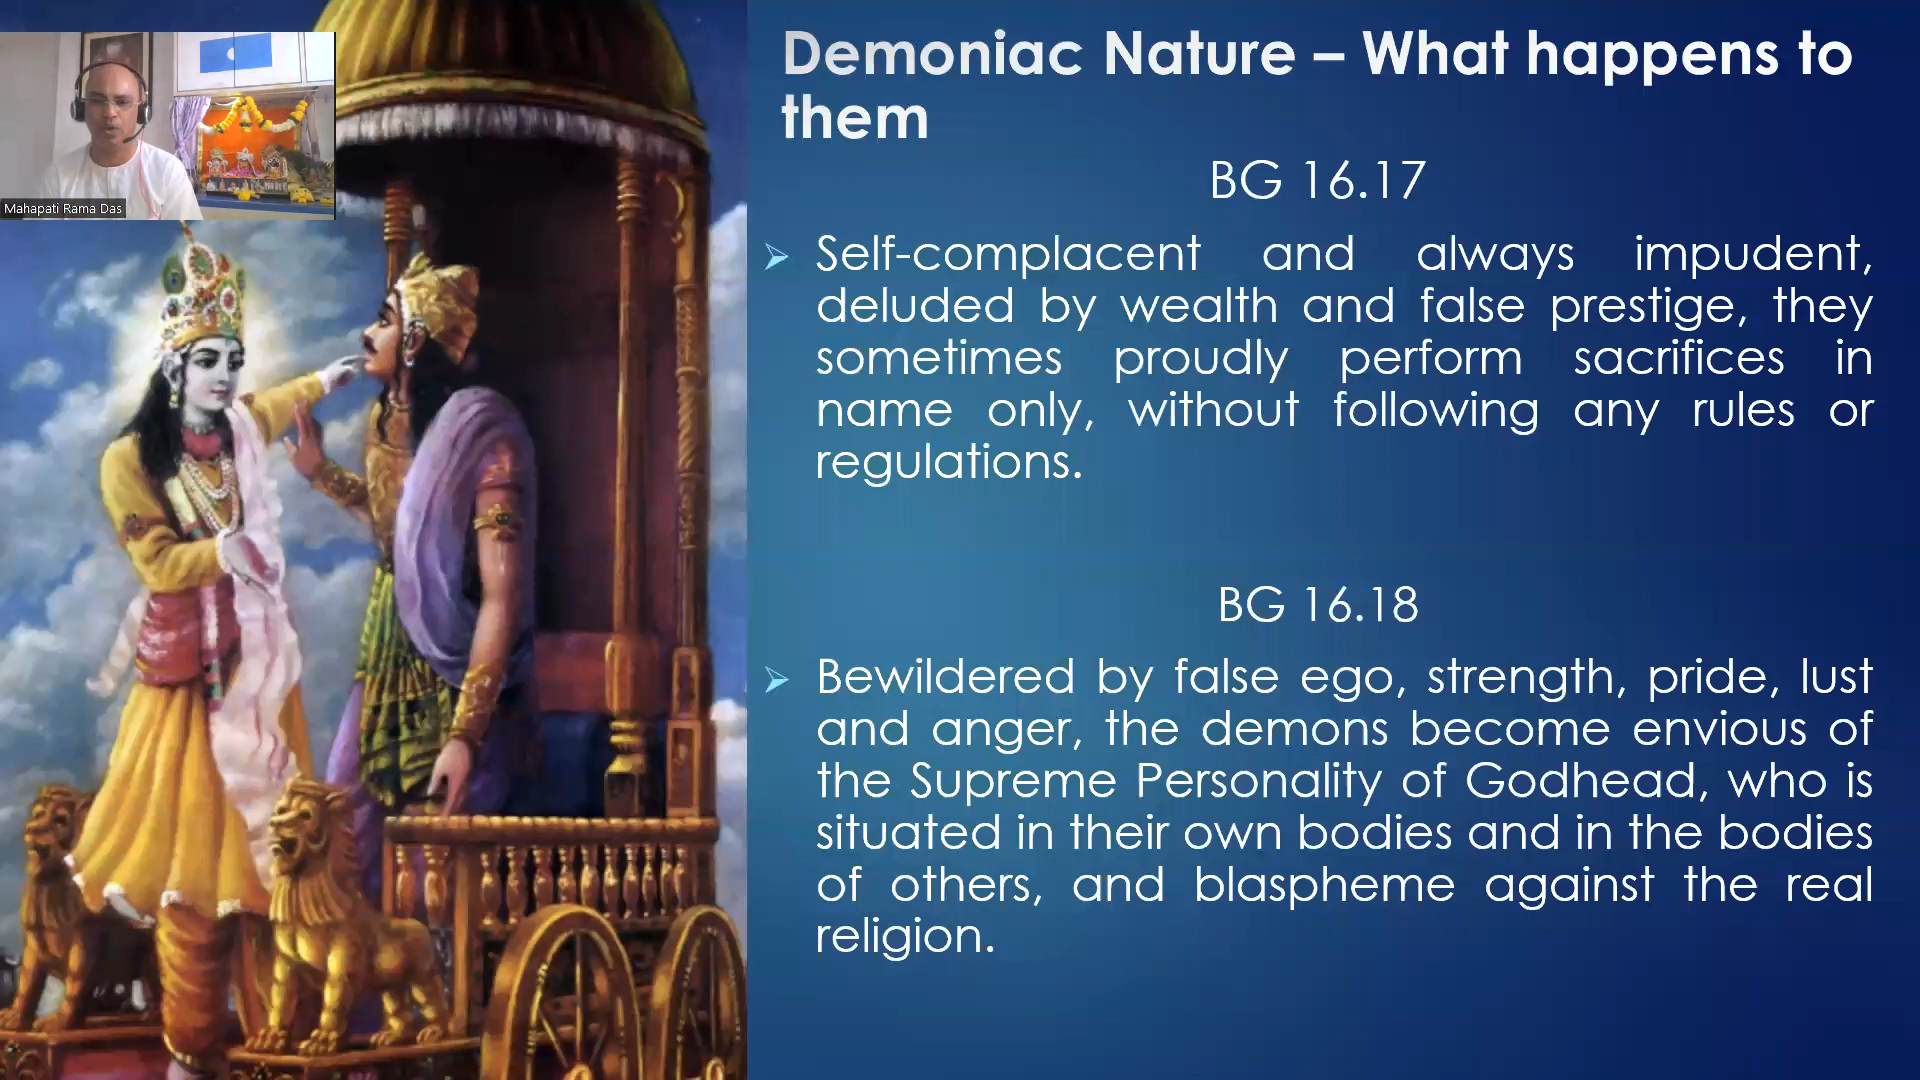 Demoniac Nature – What happens to
them
BG 16.17
Self-complacent and always impudent,
deluded by wealth and false prestige, they
sometimes proudly perform sacrifices in
name only, without following any rules or
regulations.
BG 16.18
Bewildered by false ego, strength, pride, lust
and anger, the demons become envious of
the Supreme Personality of Godhead, who is
situated in their own bodies and in the bodies
of others, and blaspheme against the real
religion.
Mahapati Rama Das